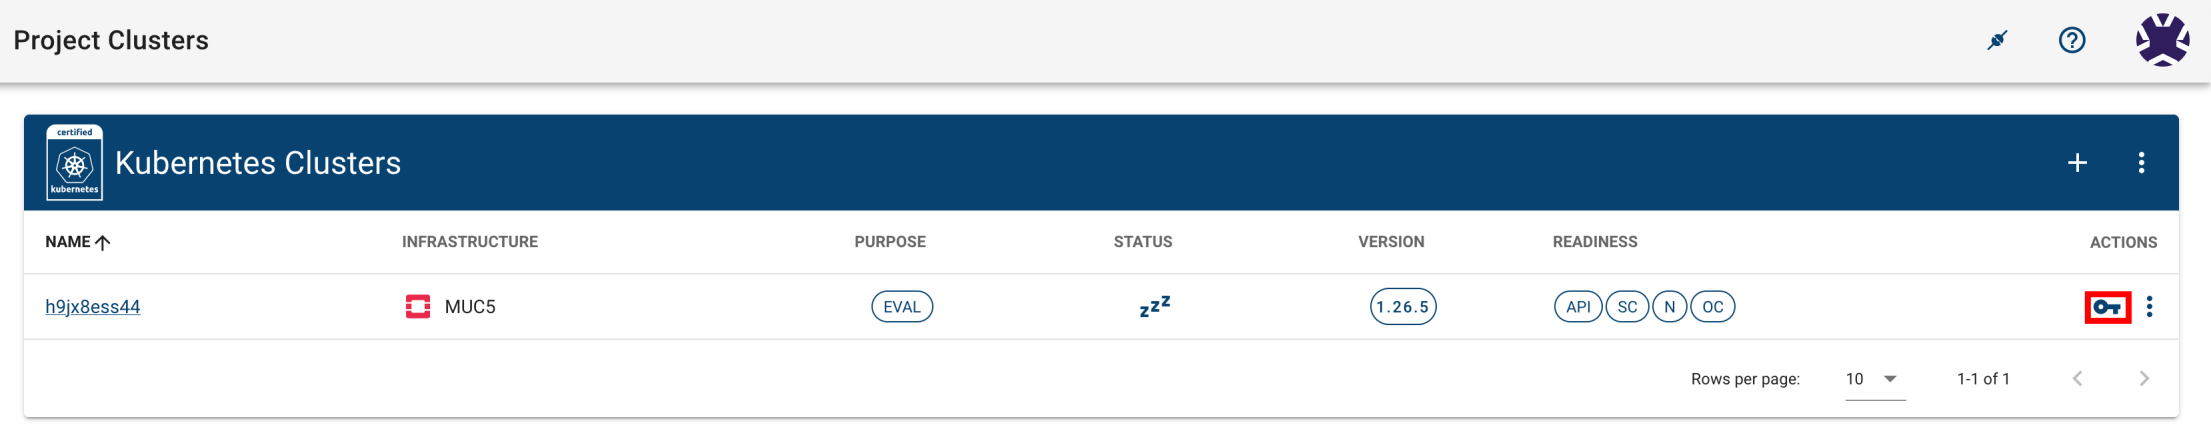 Project Clusters
certified
kubernetes
Kubernetes Clusters
NAME INFRASTRUCTURE PURPOSE STATUS VERSION READINESS ACTIONS
h9jx8ess44 MUC5 EVAL zzz 1.26.5 API SC N OC
Rows per page: 10 1-1 of 1